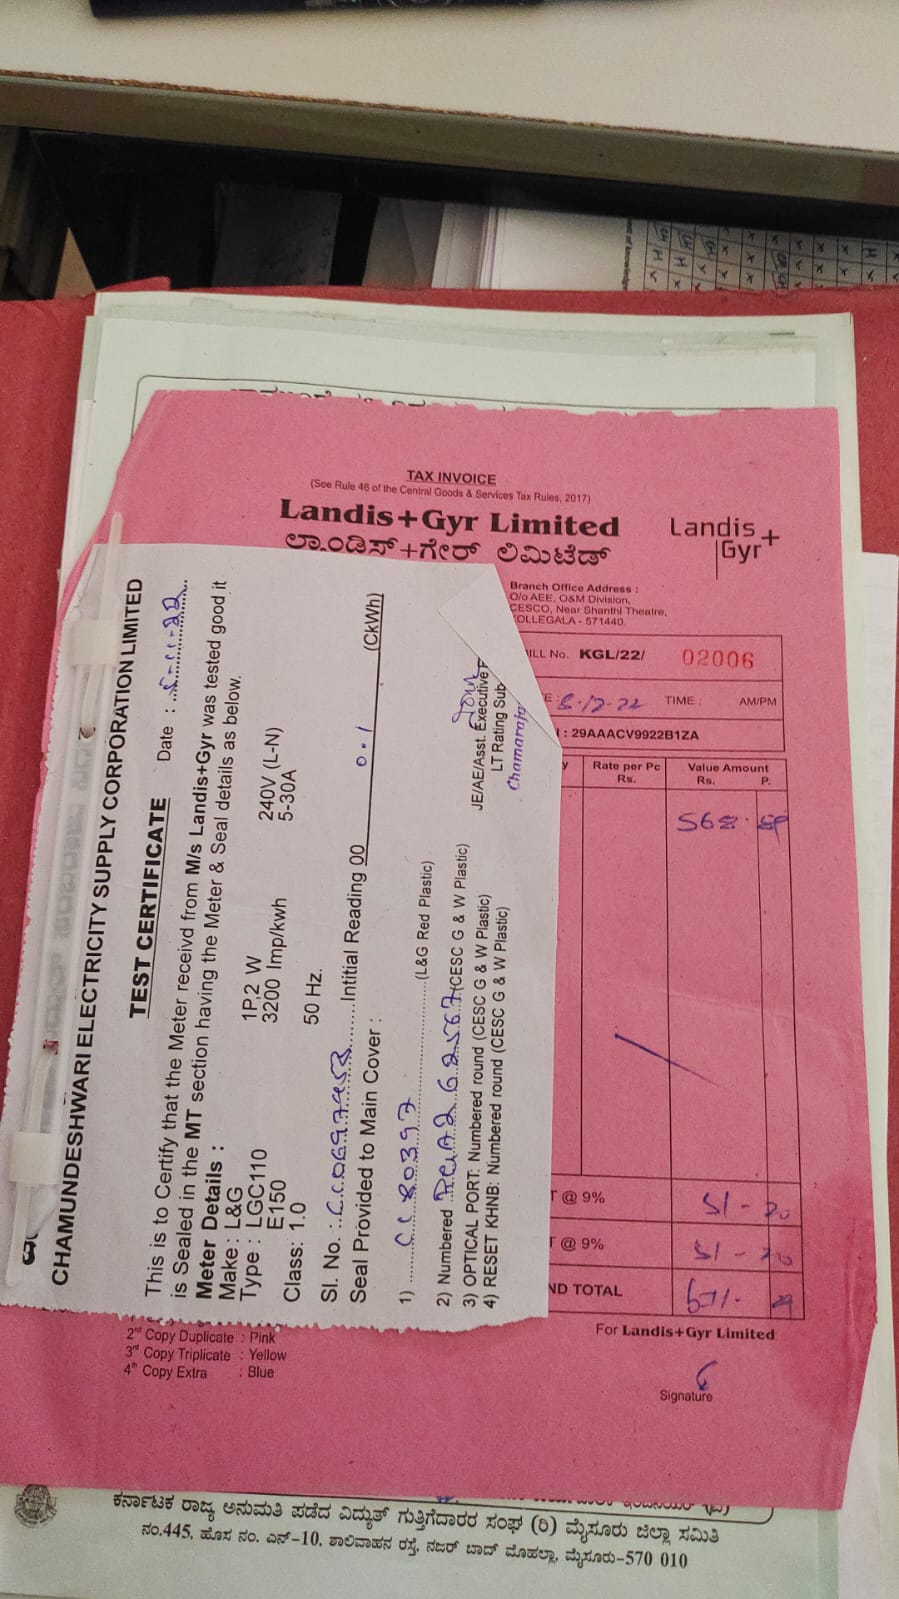 TAX INVOICE
(See Rule 46 of the Central Goods & Services Tax Rules, 2017)
Landis+Gyr Limited
ಲ್ಯಾಂಡಿಸ್+ಗೇರ್ ಲಿಮಿಟೆಡ್
Landis+
Gyr
Branch Office Address :
O/o AEE, O&M Division,
CESCO, Near Shanthi Theatre,
KOLLEGALA - 571440.
BILL No. KGL/22/ 02006
8-12-22 TIME : AM/PM
: 29AAACV9922B1ZA
Rate per Pc Rs.
Value Amount Rs. P.
568.
@ 9% 51-20
@ 9% 51-20
GRAND TOTAL 671.
For Landis+Gyr Limited
Signature
2nd Copy Duplicate : Pink
3rd Copy Triplicate : Yellow
4th Copy Extra : Blue
CHAMUNDESHWARI ELECTRICITY SUPPLY CORPORATION LIMITED
TEST CERTIFICATE
Date :
This is to Certify that the Meter receivd from M/s Landis+Gyr was tested good it
is Sealed in the MT section having the Meter & Seal details as below.
Meter Details :
Make: L&G 1P,2 W 240V (L-N)
Type : LGC110 3200 Imp/kwh 5-30A
E150
Class: 1.0 50 Hz.
Sl. No. : Intitial Reading 00 0.1 (CKWh)
Seal Provided to Main Cover :
1) CC80397 (L&G Red Plastic)
2) Numbered (CESC G & W Plastic)
3) OPTICAL PORT: Numbered round (CESC G & W Plastic)
4) RESET KHNB: Numbered round (CESC G & W Plastic)
JE/AE/Asst. Executive
LT Rating Sub
Chamaraja
ಕರ್ನಾಟಕ ರಾಜ್ಯ ಅನುಮತಿ ಪಡೆದ ವಿದ್ಯುತ್ ಗುತ್ತಿಗೆದಾರರ ಸಂಘ (ರಿ) ಮೈಸೂರು ಜಿಲ್ಲಾ ಸಮಿತಿ
ನಂ.445, ಹೊಸ ನಂ. ಎನ್-10, ಶಾಲಿವಾಹನ ರಸ್ತೆ, ನಜರ್ ಬಾದ್ ಮೊಹಲ್ಲಾ, ಮೈಸೂರು-570 010